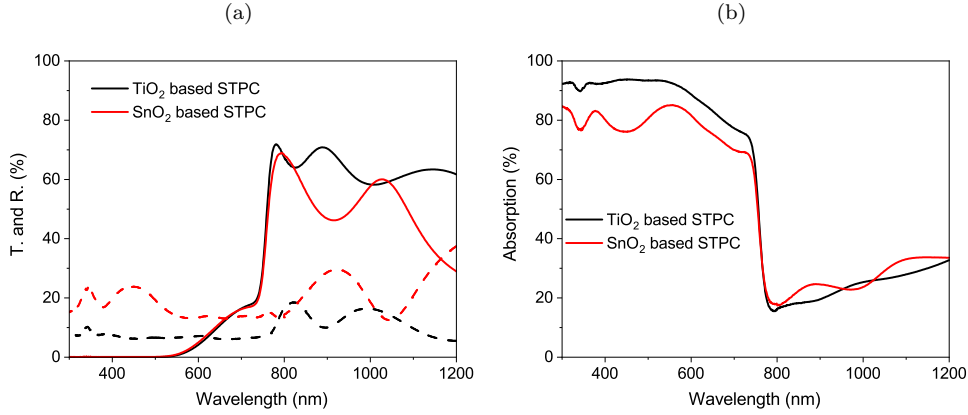 (a)
100
80
60
40
20
0
T. and R. (%)
TiO2 based STPC
SnO2 based STPC
400 600 800 1000 1200
Wavelength (nm)
(b)
100
80
60
40
20
0
Absorption (%)
TiO2 based STPC
SnO2 based STPC
400 600 800 1000 1200
Wavelength (nm)